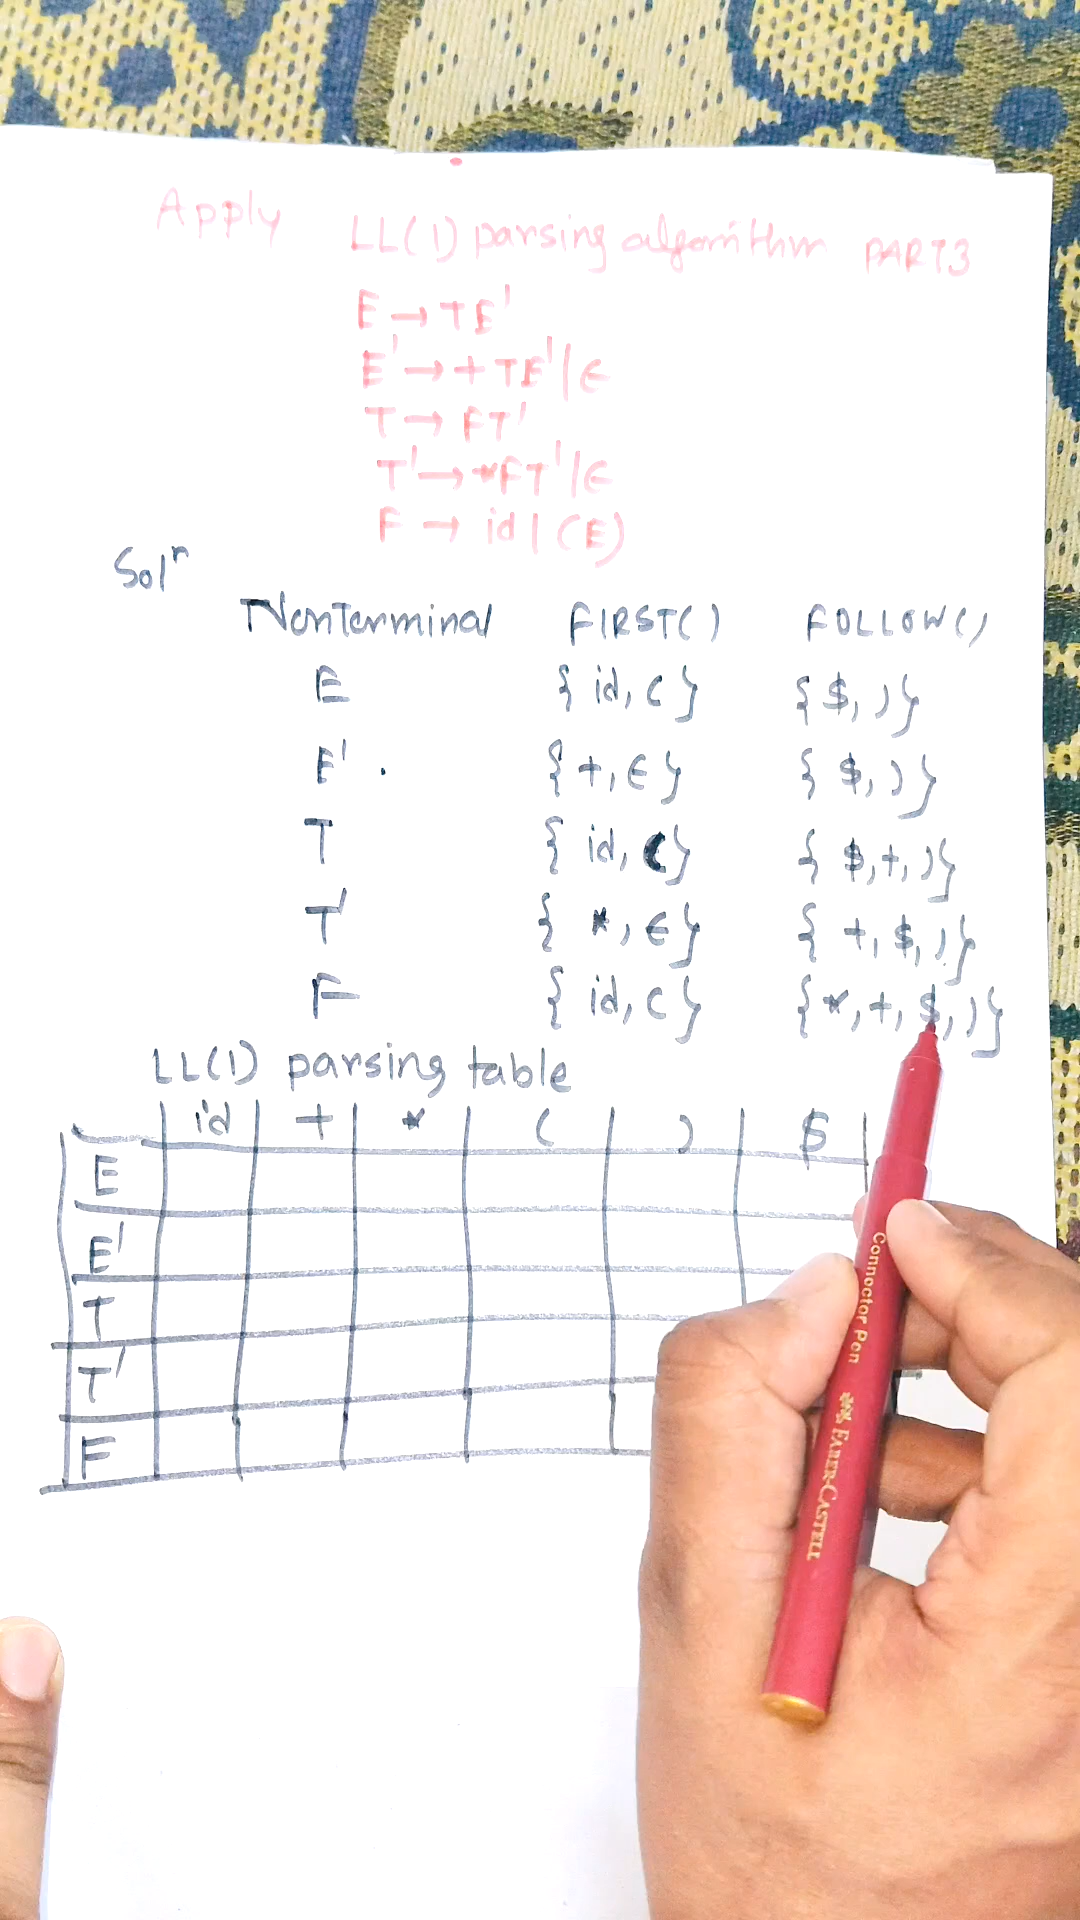 Apply LL(1) parsing algorithm PART3
E → TE'
E' → +TE'|ϵ
T → FT'
T' → *FT'|ϵ
F → id|(E)
Solⁿ
Nonterminal FIRST() FOLLOW()
E { id, ( } { $, ) }
E' . { +, ϵ } { $, ) }
T { id, ( } { $, +, ) }
T' { *, ϵ } { +, $, ) }
F { id, ( } { *, +, $, ) }
LL(1) parsing table
id + * ( ) $
E
E'
T
T'
F
Connector Pen FABER-CASTELL